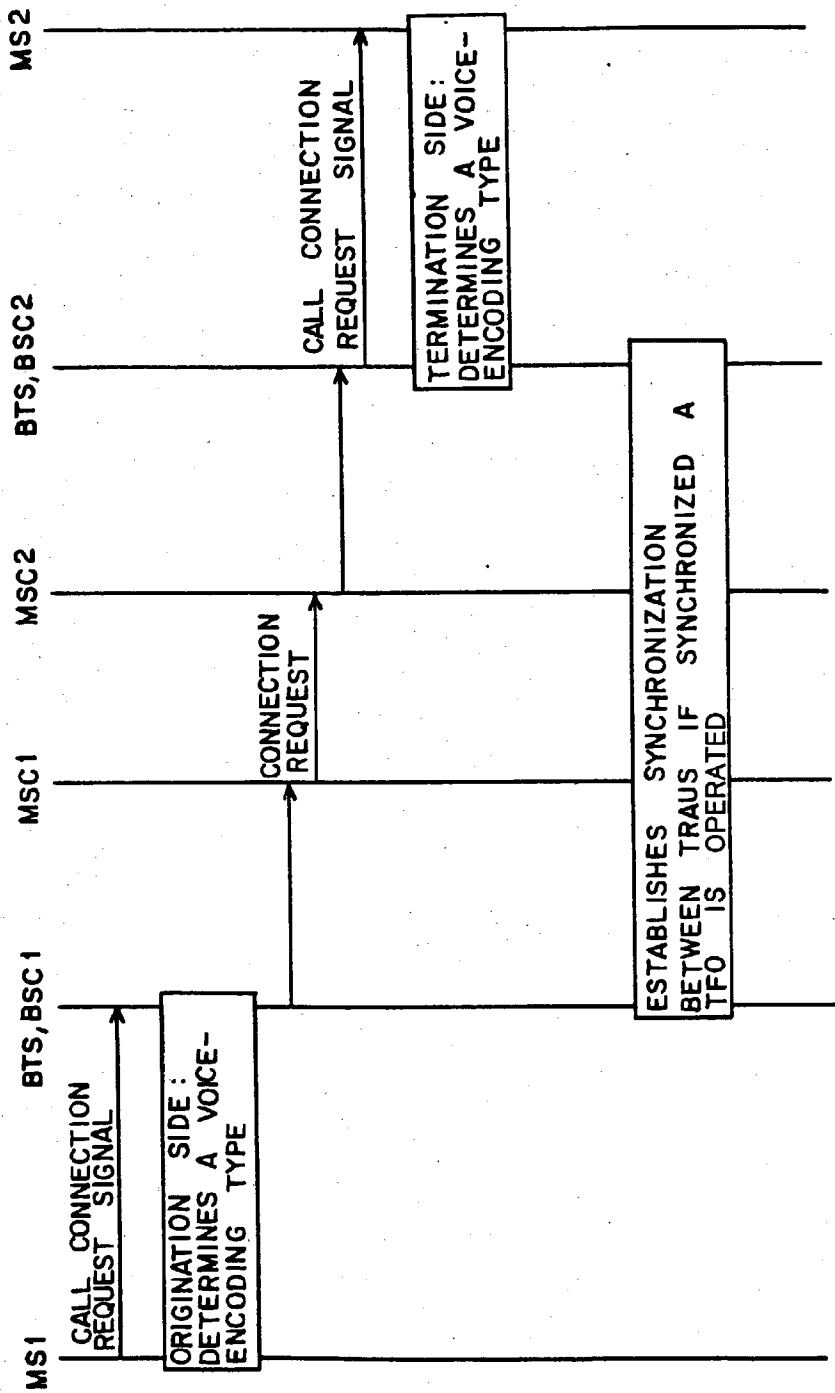 MS1
BTS,BSC1
MSC1
MSC2
BTS,BSC2
MS2
CALL CONNECTION
REQUEST SIGNAL
ORIGINATION SIDE:
DETERMINES A VOICE-
ENCODING TYPE
CONNECTION
REQUEST
CALL CONNECTION
REQUEST SIGNAL
TERMINATION SIDE:
DETERMINES A VOICE-
ENCODING TYPE
ESTABLISHES SYNCHRONIZATION
BETWEEN TRAUS IF SYNCHRONIZED A
TFO IS OPERATED